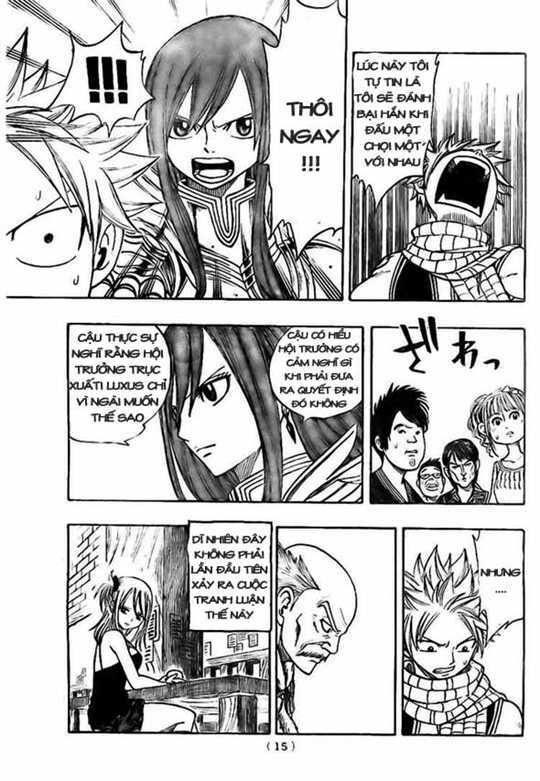 LÚC NÀY TÔI
TỰ TIN LÀ
TÔI SẼ ĐÁNH
BẠI HẮN KHI
ĐẤU MỘT
CHỌI MỘT
VỚI NHAU
THÔI
NGAY
!!!
!!!
ざわっ
CẬU CÓ HIỂU
HỘI TRƯỞNG CÓ
CẢM NGHĨ GÌ
KHI PHẢI ĐƯA
RA QUYẾT ĐỊNH
ĐÓ KHÔNG
CẬU THỰC SỰ
NGHĨ RẰNG HỘI
TRƯỞNG TRỤC
XUẤTI LUXUS CHỈ
VÌ NGÀI MUỐN
THẾ SAO
NHƯNG
....
DĨ NHIÊN ĐÂY
KHÔNG PHẢI
LẦN ĐẦU TIÊN
XẢY RA CUỘC
TRANH LUẬN
THẾ NÀY
( 15 )